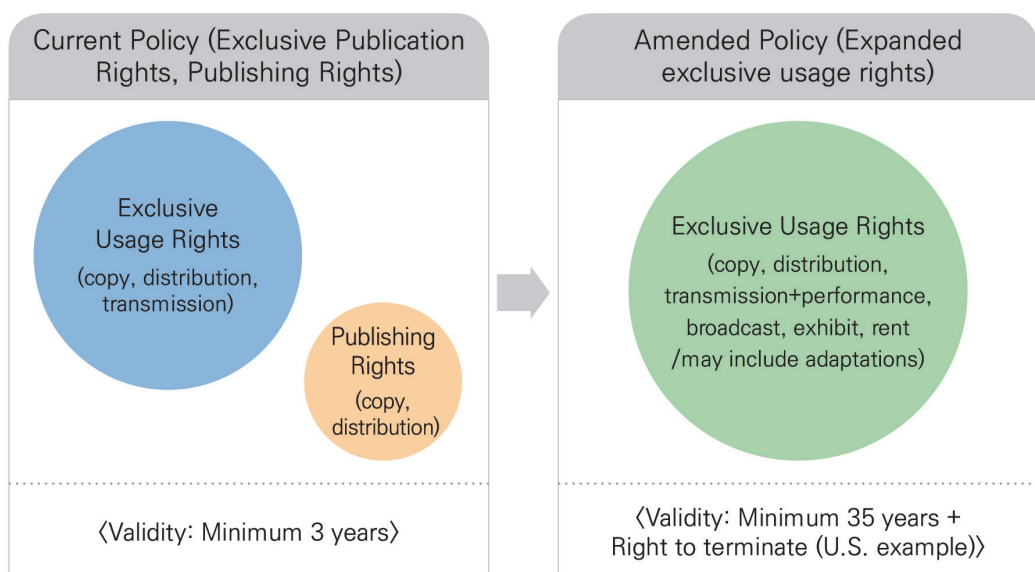 Current Policy (Exclusive Publication
Rights, Publishing Rights)
Exclusive
Usage Rights
(copy, distribution,
transmission)
Publishing
Rights
(copy,
distribution)
〈Validity: Minimum 3 years〉
Amended Policy (Expanded
exclusive usage rights)
Exclusive Usage Rights
(copy, distribution,
transmission+performance,
broadcast, exhibit, rent
/may include adaptations)
〈Validity: Minimum 35 years +
Right to terminate (U.S. example)〉